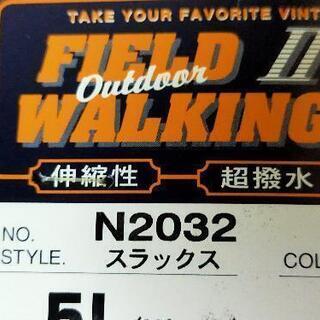 TAKE YOUR FAVORITE VINT
FIELD II
Outdoor
WALKING
伸縮性 超撥水
NO. N2032
STYLE. スラックス COL
5L